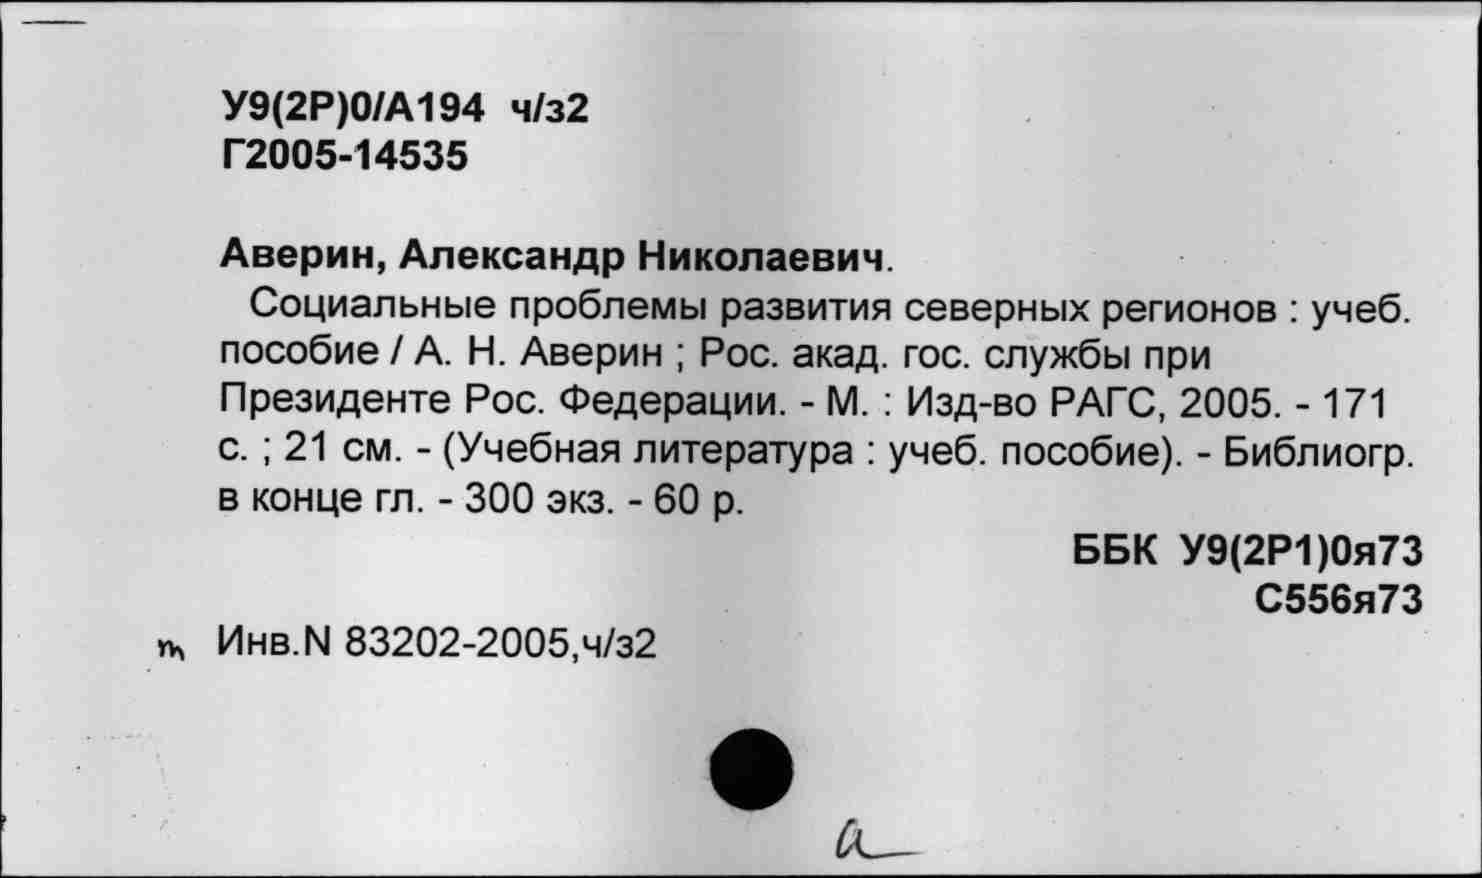 У9(2Р)0/А194 ч/з2
Г2005-14535
Аверин, Александр Николаевич.
Социальные проблемы развития северных регионов : учеб.
пособие / А. Н. Аверин ; Рос. акад. гос. службы при
Президенте Рос. Федерации. - М. : Изд-во РАГС, 2005. - 171
с. ; 21 см. - (Учебная литература : учеб. пособие). - Библиогр.
в конце гл. - 300 экз. - 60 р.
ББК У9(2Р1)0я73
С556я73
Инв.N 83202-2005,ч/з2
а